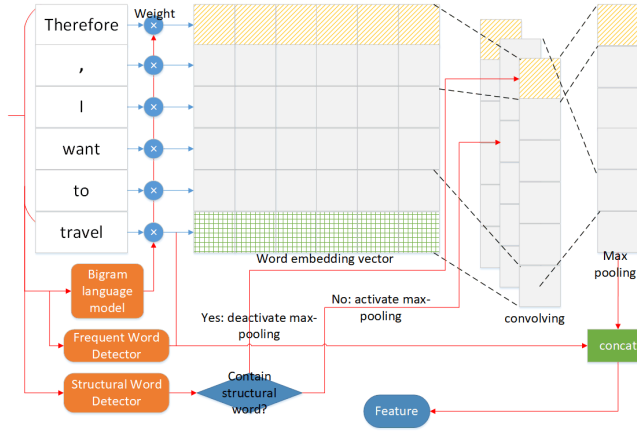 Therefore
Weight
,
I
want
to
travel
Word embedding vector
Max
pooling
convolving
Bigram
language
model
Yes: deactivate max-
pooling
No: activate max-
pooling
Frequent Word
Detector
concat
Structural Word
Detector
Contain
structural
word?
Feature